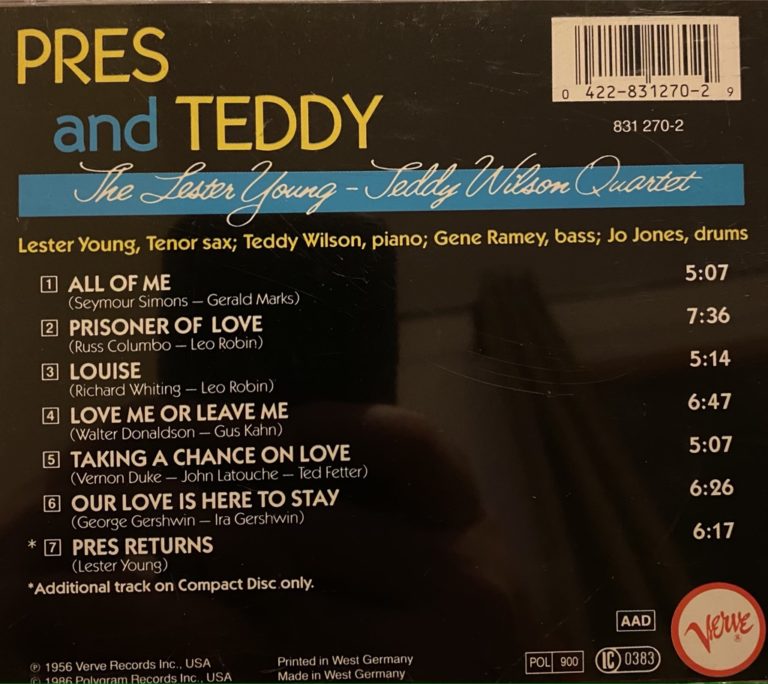 PRES
and TEDDY
0 422-831270-2 9
831 270-2
The Lester Young – Teddy Wilson Quartet
Lester Young, Tenor sax; Teddy Wilson, piano; Gene Ramey, bass; Jo Jones, drums
1 ALL OF ME 5:07
(Seymour Simons – Gerald Marks)
2 PRISONER OF LOVE 7:36
(Russ Columbo – Leo Robin)
3 LOUISE 5:14
(Richard Whiting – Leo Robin)
4 LOVE ME OR LEAVE ME 6:47
(Walter Donaldson – Gus Kahn)
5 TAKING A CHANCE ON LOVE 5:07
(Vernon Duke – John Latouche – Ted Fetter)
6 OUR LOVE IS HERE TO STAY 6:26
(George Gershwin – Ira Gershwin)
* 7 PRES RETURNS 6:17
(Lester Young)
*Additional track on Compact Disc only.
AAD
VERVE
℗ 1956 Verve Records Inc., USA
© 1986 Polygram Records Inc., USA
Printed in West Germany
Made in West Germany
POL 900
IC 0383